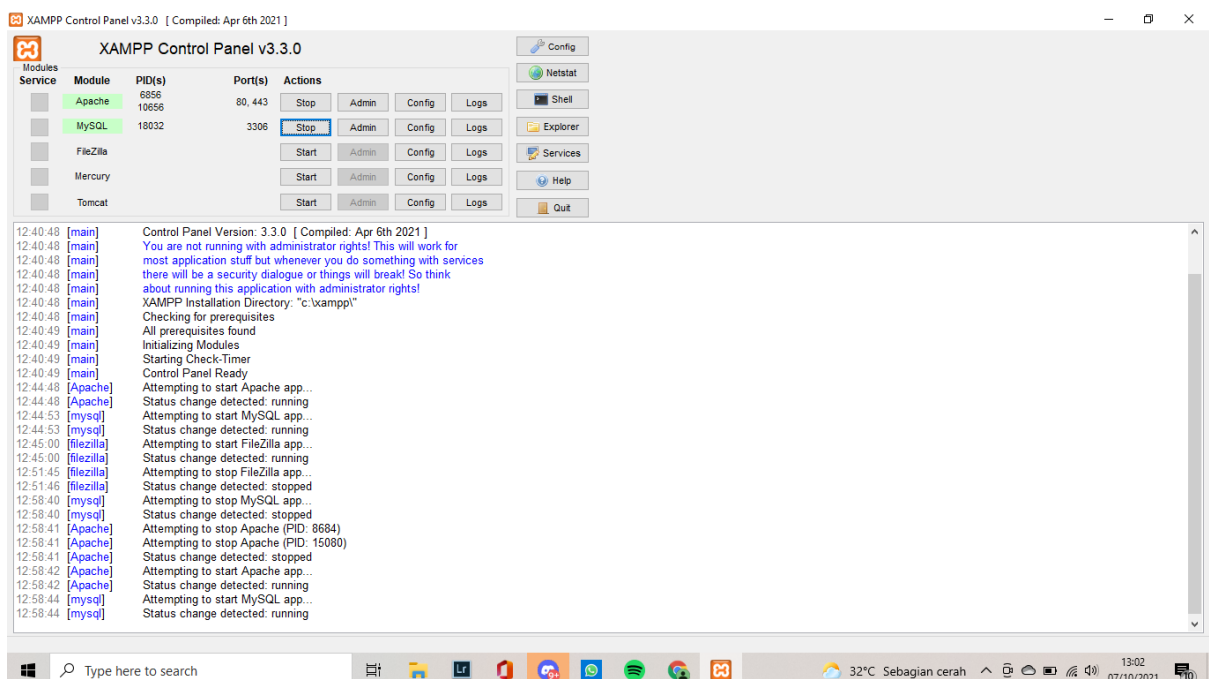 XAMPP Control Panel v3.3.0 [ Compiled: Apr 6th 2021 ]
XAMPP Control Panel v3.3.0
Config
Modules
Service Module PID(s) Port(s) Actions
Netstat
Apache 6856 10656 80, 443 Stop Admin Config Logs
Shell
MySQL 18032 3306 Stop Admin Config Logs
Explorer
FileZilla Start Admin Config Logs
Services
Mercury Start Admin Config Logs
Help
Tomcat Start Admin Config Logs
Quit
12:40:48 [main] Control Panel Version: 3.3.0 [ Compiled: Apr 6th 2021 ]
12:40:48 [main] You are not running with administrator rights! This will work for
12:40:48 [main] most application stuff but whenever you do something with services
12:40:48 [main] there will be a security dialogue or things will break! So think
12:40:48 [main] about running this application with administrator rights!
12:40:48 [main] XAMPP Installation Directory: "c:\xampp\"
12:40:48 [main] Checking for prerequisites
12:40:49 [main] All prerequisites found
12:40:49 [main] Initializing Modules
12:40:49 [main] Starting Check-Timer
12:40:49 [main] Control Panel Ready
12:44:48 [Apache] Attempting to start Apache app...
12:44:48 [Apache] Status change detected: running
12:44:53 [mysql] Attempting to start MySQL app...
12:44:53 [mysql] Status change detected: running
12:45:00 [filezilla] Attempting to start FileZilla app...
12:45:00 [filezilla] Status change detected: running
12:51:45 [filezilla] Attempting to stop FileZilla app...
12:51:46 [filezilla] Status change detected: stopped
12:58:40 [mysql] Attempting to stop MySQL app...
12:58:40 [mysql] Status change detected: stopped
12:58:41 [Apache] Attempting to stop Apache (PID: 8684)
12:58:41 [Apache] Attempting to stop Apache (PID: 15080)
12:58:41 [Apache] Status change detected: stopped
12:58:42 [Apache] Attempting to start Apache app...
12:58:42 [Apache] Status change detected: running
12:58:44 [mysql] Attempting to start MySQL app...
12:58:44 [mysql] Status change detected: running
Type here to search
Lr
9+
32°C Sebagian cerah
13:02
07/10/2021
10